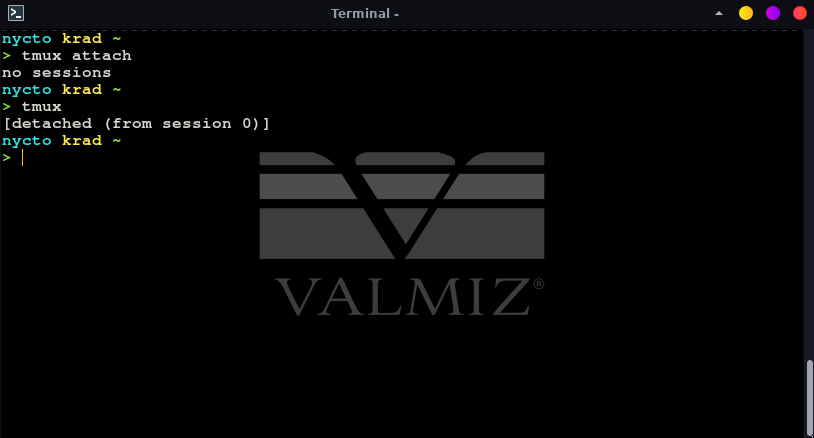 Terminal -
nycto krad ~
> tmux attach
no sessions
nycto krad ~
> tmux
[detached (from session 0)]
nycto krad ~
>
VALMIZ®